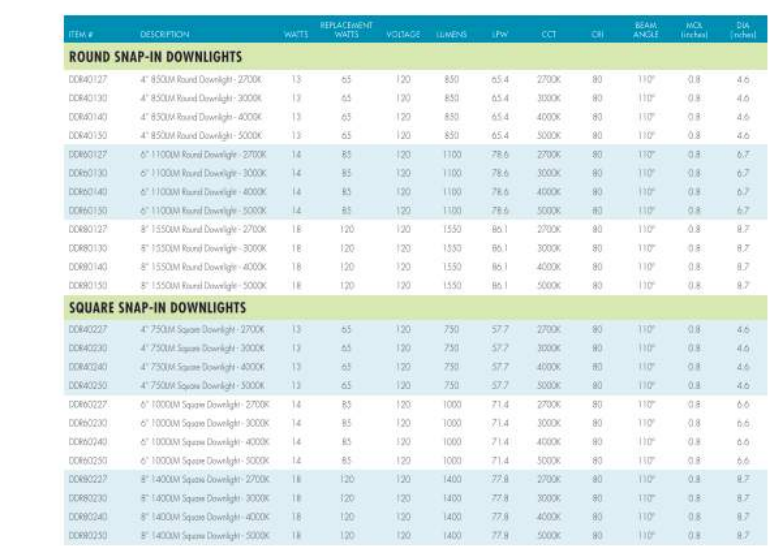 ITEM # DESCRIPTION WATTS REPLACEMENT WATTS VOLTAGE LUMENS LPW CCT CRI BEAM ANGLE MOL (inches) DIA (inches)
ROUND SNAP-IN DOWNLIGHTS
DDR40127 4" 850LM Round Downlight - 2700K 13 65 120 850 65.4 2700K 80 110° 0.8 4.6
DDR40130 4" 850LM Round Downlight - 3000K 13 65 120 850 65.4 3000K 80 110° 0.8 4.6
DDR40140 4" 850LM Round Downlight - 4000K 13 65 120 850 65.4 4000K 80 110° 0.8 4.6
DDR40150 4" 850LM Round Downlight - 5000K 13 65 120 850 65.4 5000K 80 110° 0.8 4.6
DDR60127 6" 1100LM Round Downlight - 2700K 14 85 120 1100 78.6 2700K 80 110° 0.8 6.7
DDR60130 6" 1100LM Round Downlight - 3000K 14 85 120 1100 78.6 3000K 80 110° 0.8 6.7
DDR60140 6" 1100LM Round Downlight - 4000K 14 85 120 1100 78.6 4000K 80 110° 0.8 6.7
DDR60150 6" 1100LM Round Downlight - 5000K 14 85 120 1100 78.6 5000K 80 110° 0.8 6.7
DDR80127 8" 1550LM Round Downlight - 2700K 18 120 120 1550 86.1 2700K 80 110° 0.8 8.7
DDR80130 8" 1550LM Round Downlight - 3000K 18 120 120 1550 86.1 3000K 80 110° 0.8 8.7
DDR80140 8" 1550LM Round Downlight - 4000K 18 120 120 1550 86.1 4000K 80 110° 0.8 8.7
DDR80150 8" 1550LM Round Downlight - 5000K 18 120 120 1550 86.1 5000K 80 110° 0.8 8.7
SQUARE SNAP-IN DOWNLIGHTS
DDR40227 4" 750LM Square Downlight - 2700K 13 65 120 750 57.7 2700K 80 110° 0.8 4.6
DDR40230 4" 750LM Square Downlight - 3000K 13 65 120 750 57.7 3000K 80 110° 0.8 4.6
DDR40240 4" 750LM Square Downlight - 4000K 13 65 120 750 57.7 4000K 80 110° 0.8 4.6
DDR40250 4" 750LM Square Downlight - 5000K 13 65 120 750 57.7 5000K 80 110° 0.8 4.6
DDR60227 6" 1000LM Square Downlight - 2700K 14 85 120 1000 71.4 2700K 80 110° 0.8 6.6
DDR60230 6" 1000LM Square Downlight - 3000K 14 85 120 1000 71.4 3000K 80 110° 0.8 6.6
DDR60240 6" 1000LM Square Downlight - 4000K 14 85 120 1000 71.4 4000K 80 110° 0.8 6.6
DDR60250 6" 1000LM Square Downlight - 5000K 14 85 120 1000 71.4 5000K 80 110° 0.8 6.6
DDR80227 8" 1400LM Square Downlight - 2700K 18 120 120 1400 77.8 2700K 80 110° 0.8 8.7
DDR80230 8" 1400LM Square Downlight - 3000K 18 120 120 1400 77.8 3000K 80 110° 0.8 8.7
DDR80240 8" 1400LM Square Downlight - 4000K 18 120 120 1400 77.8 4000K 80 110° 0.8 8.7
DDR80250 8" 1400LM Square Downlight - 5000K 18 120 120 1400 77.8 5000K 80 110° 0.8 8.7